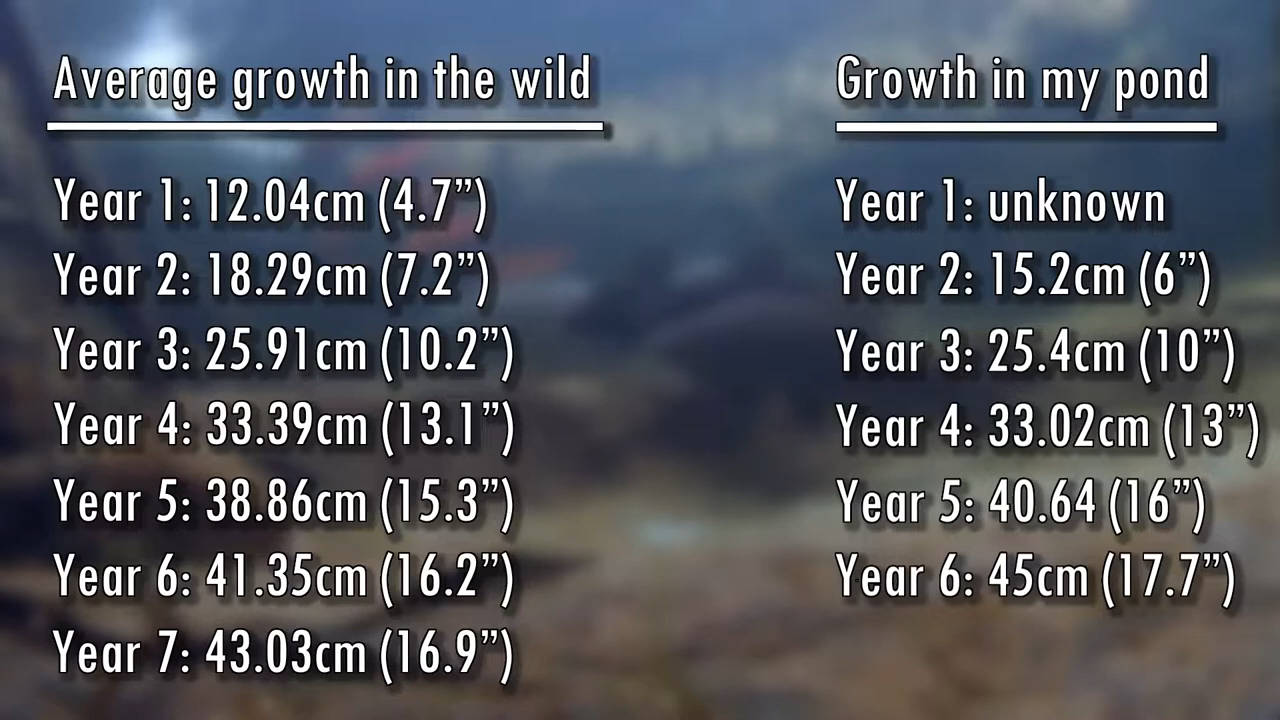 Average growth in the wild
Year 1: 12.04cm (4.7”)
Year 2: 18.29cm (7.2”)
Year 3: 25.91cm (10.2”)
Year 4: 33.39cm (13.1”)
Year 5: 38.86cm (15.3”)
Year 6: 41.35cm (16.2”)
Year 7: 43.03cm (16.9”)
Growth in my pond
Year 1: unknown
Year 2: 15.2cm (6”)
Year 3: 25.4cm (10”)
Year 4: 33.02cm (13”)
Year 5: 40.64 (16”)
Year 6: 45cm (17.7”)